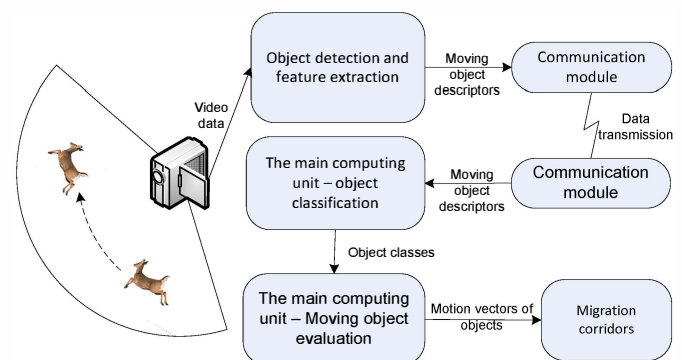 Object detection and
feature extraction
Moving
object
descriptors
Communication
module
Video
data
Data
transmission
The main computing
unit – object
classification
Moving
object
descriptors
Communication
module
Object classes
The main computing
unit – Moving object
evaluation
Motion vectors of
objects
Migration
corridors